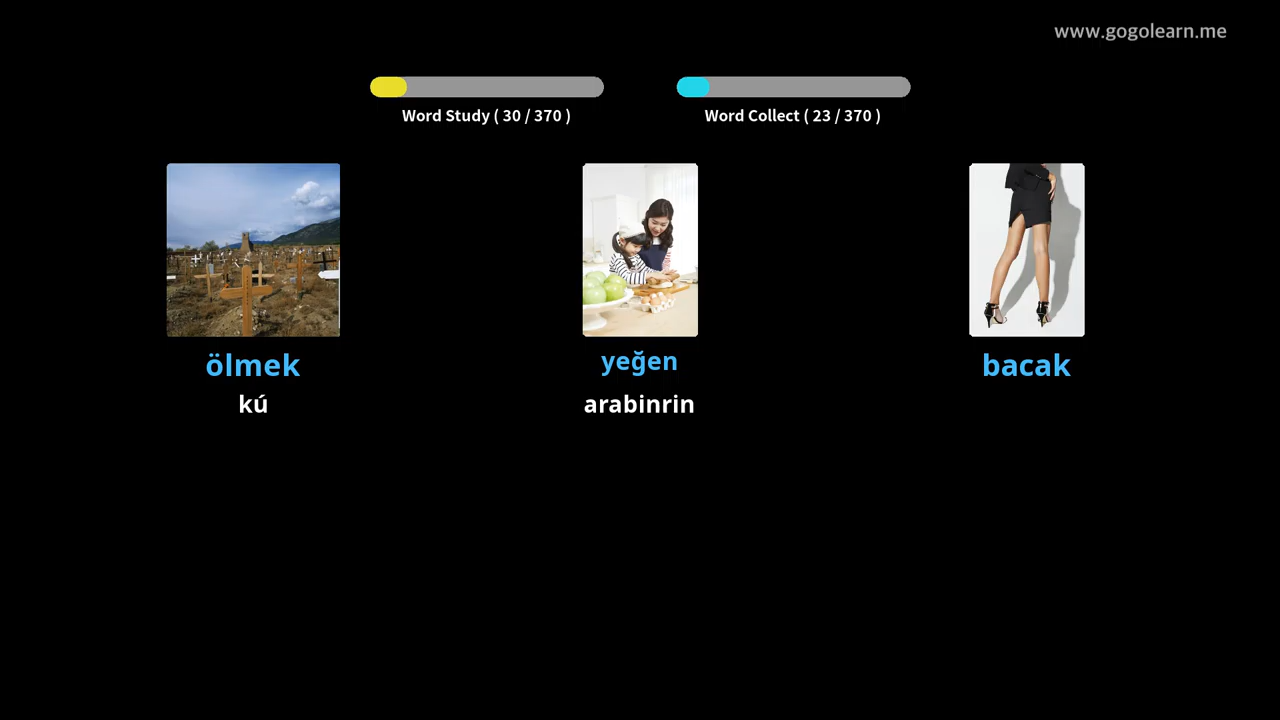 www.gogolearn.me
Word Study ( 30 / 370 )
Word Collect ( 23 / 370 )
ölmek
yeğen
bacak
kú
arabinrin